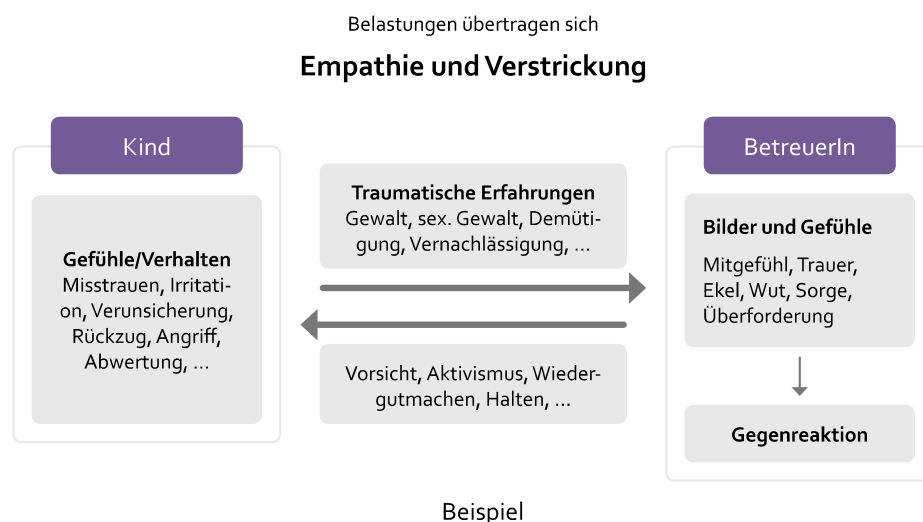 Belastungen übertragen sich
Empathie und Verstrickung
Kind
Gefühle/Verhalten
Misstrauen, Irritati-
on, Verunsicherung,
Rückzug, Angriff,
Abwertung, ...
Traumatische Erfahrungen
Gewalt, sex. Gewalt, Demüti-
gung, Vernachlässigung, ...
Vorsicht, Aktivismus, Wieder-
gutmachen, Halten, ...
BetreuerIn
Bilder und Gefühle
Mitgefühl, Trauer,
Ekel, Wut, Sorge,
Überforderung
Gegenreaktion
Beispiel